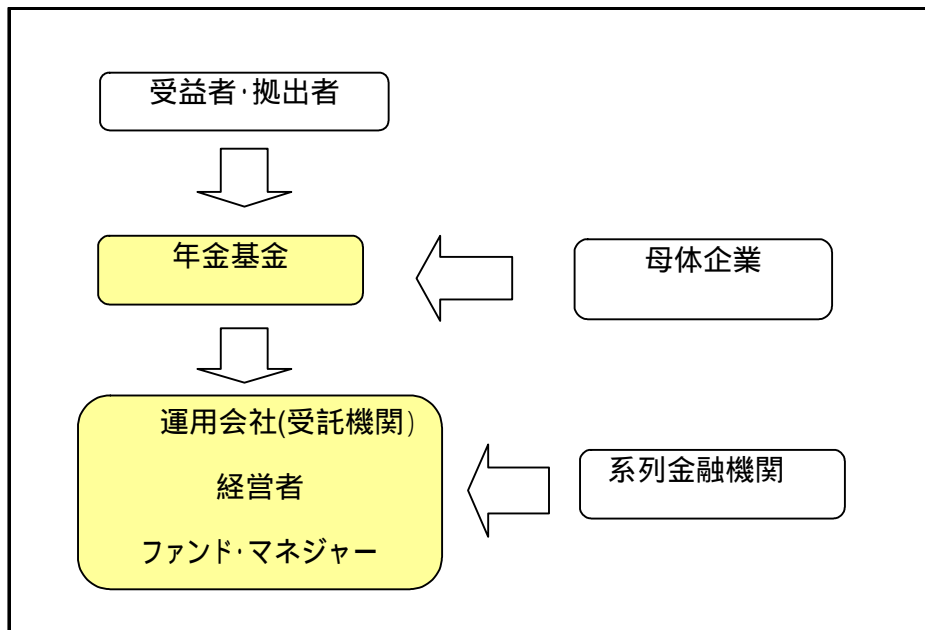 受益者・拠出者
年金基金
母体企業
運用会社(受託機関)
経営者
ファンド・マネジャー
系列金融機関